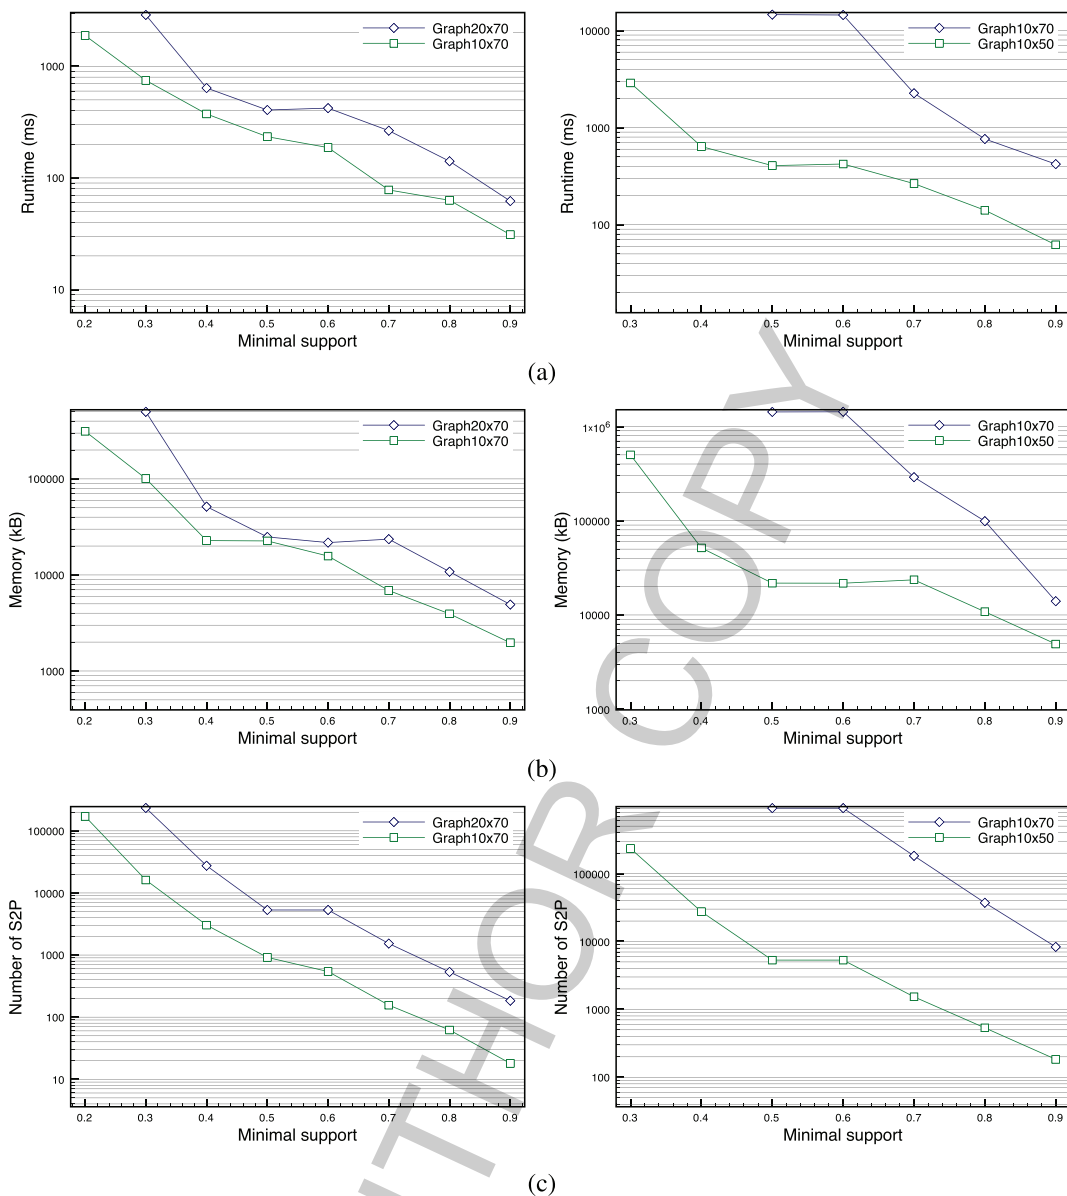 Graph20x70
Graph10x70
1000
100
10
Runtime (ms)
0.2 0.3 0.4 0.5 0.6 0.7 0.8 0.9
Minimal support
Graph10x70
Graph10x50
10000
1000
100
Runtime (ms)
0.3 0.4 0.5 0.6 0.7 0.8 0.9
Minimal support
(a)
Graph20x70
Graph10x70
100000
10000
1000
Memory (kB)
0.2 0.3 0.4 0.5 0.6 0.7 0.8 0.9
Minimal support
Graph10x70
Graph10x50
1×10⁶
100000
10000
1000
Memory (kB)
0.3 0.4 0.5 0.6 0.7 0.8 0.9
Minimal support
(b)
Graph20x70
Graph10x70
100000
10000
1000
100
10
Number of S2P
0.2 0.3 0.4 0.5 0.6 0.7 0.8 0.9
Minimal support
Graph10x70
Graph10x50
100000
10000
1000
100
Number of S2P
0.3 0.4 0.5 0.6 0.7 0.8 0.9
Minimal support
(c)
THOR COPY